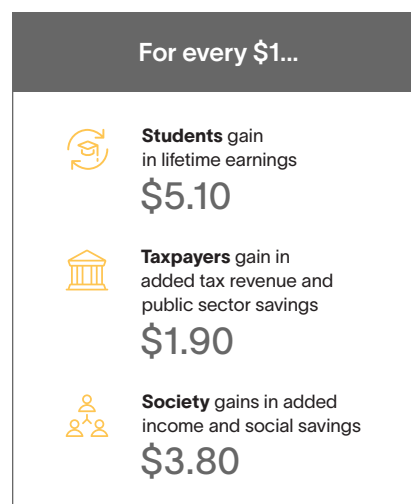 For every $1...
Students gain
in lifetime earnings
$5.10
Taxpayers gain in
added tax revenue and
public sector savings
$1.90
Society gains in added
income and social savings
$3.80